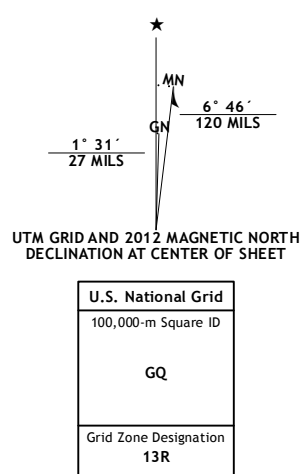 ★
MN
GN
6° 46´
120 MILS
1° 31´
27 MILS
UTM GRID AND 2012 MAGNETIC NORTH
DECLINATION AT CENTER OF SHEET
U.S. National Grid
100,000-m Square ID
GQ
Grid Zone Designation
13R